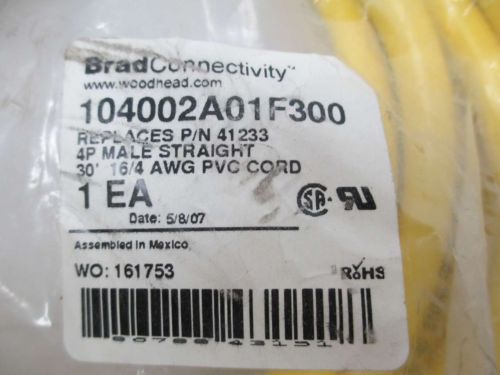 BradConnectivity™
www.woodhead.com
104002A01F300
REPLACES P/N 41233
4P MALE STRAIGHT
30' 16/4 AWG PVC CORD
1 EA
Date: 5/8/07
Assembled in Mexico
WO: 161753
RoHS